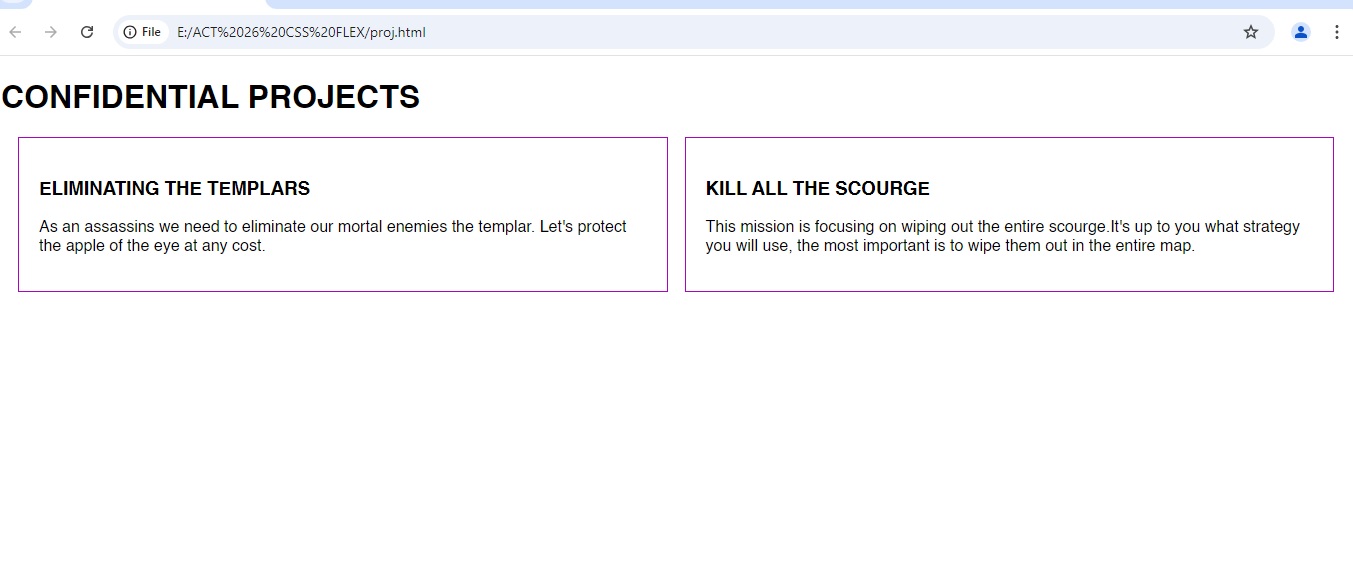 File E:/ACT%2026%20CSS%20FLEX/proj.html
CONFIDENTIAL PROJECTS
ELIMINATING THE TEMPLARS
As an assassins we need to eliminate our mortal enemies the templar. Let's protect
the apple of the eye at any cost.
KILL ALL THE SCOURGE
This mission is focusing on wiping out the entire scourge.It's up to you what strategy
you will use, the most important is to wipe them out in the entire map.